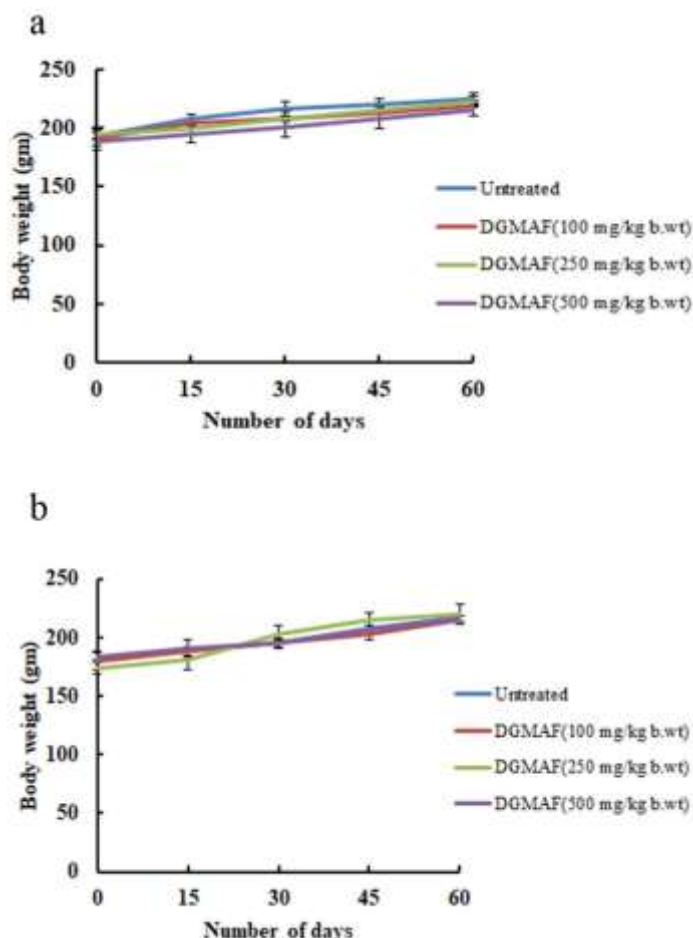 a
250
200
150
100
50
0
Body weight (gm)
0 15 30 45 60
Number of days
Untreated
DGMAF(100 mg/kg b.wt)
DGMAF(250 mg/kg b.wt)
DGMAF(500 mg/kg b.wt)
b
250
200
150
100
50
0
Body weight (gm)
0 15 30 45 60
Number of days
Untreated
DGMAF(100 mg/kg b.wt)
DGMAF(250 mg/kg b.wt)
DGMAF(500 mg/kg b.wt)